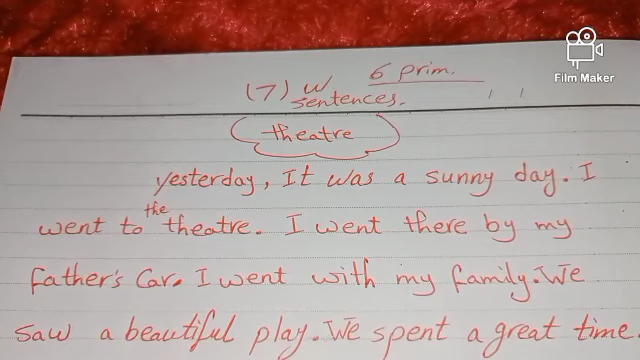 6 prim.
(7) w
sentences.
Film Maker
theatre
yesterday, It was a sunny day. I
went to the theatre. I went there by my
Father's Car. I went with my family. We
saw a beautiful play. We spent a great time.